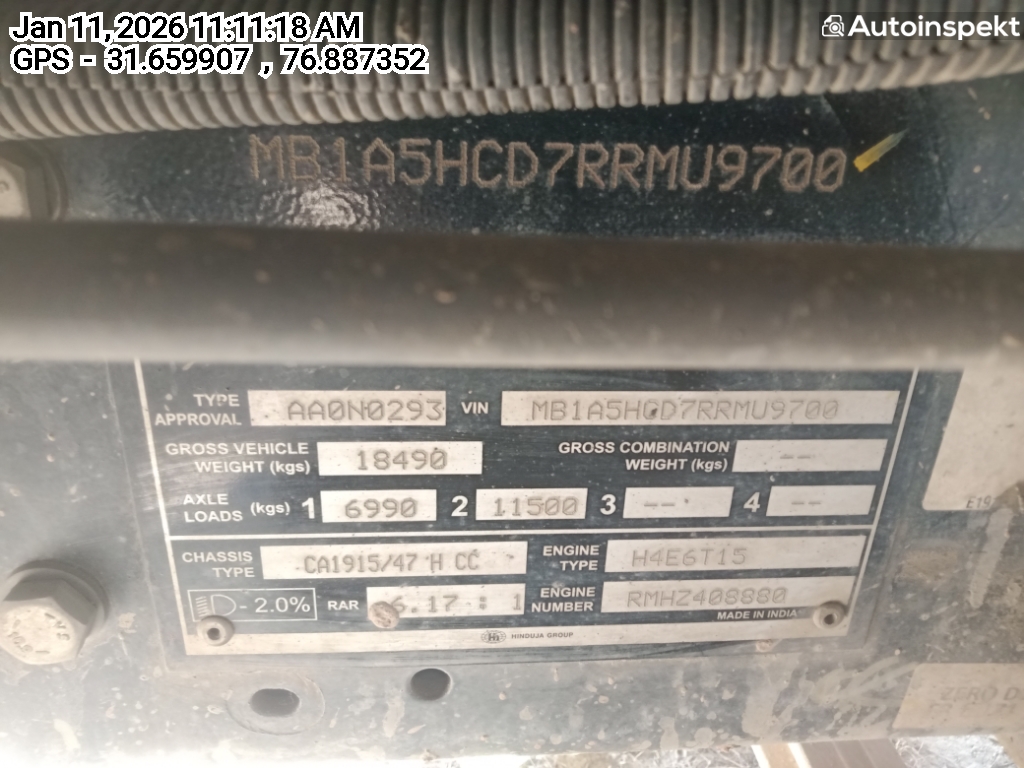 Jan 11, 2026 11:11:18 AM
GPS - 31.659907 , 76.887352
Autoinspekt
MB1A5HCD7RRMU9700
TYPE APPROVAL AA0N0293 VIN MB1A5HCD7RRMU9700
GROSS VEHICLE WEIGHT (kgs) 18490 GROSS COMBINATION WEIGHT (kgs) --
AXLE LOADS (kgs) 1 6990 2 11500 3 -- 4 --
CHASSIS TYPE CA1915/47 H CC ENGINE TYPE H4E6T15
- 2.0% RAR 6.17 : 1 ENGINE NUMBER RMHZ408880
MADE IN INDIA
HINDUJA GROUP
ZERO D